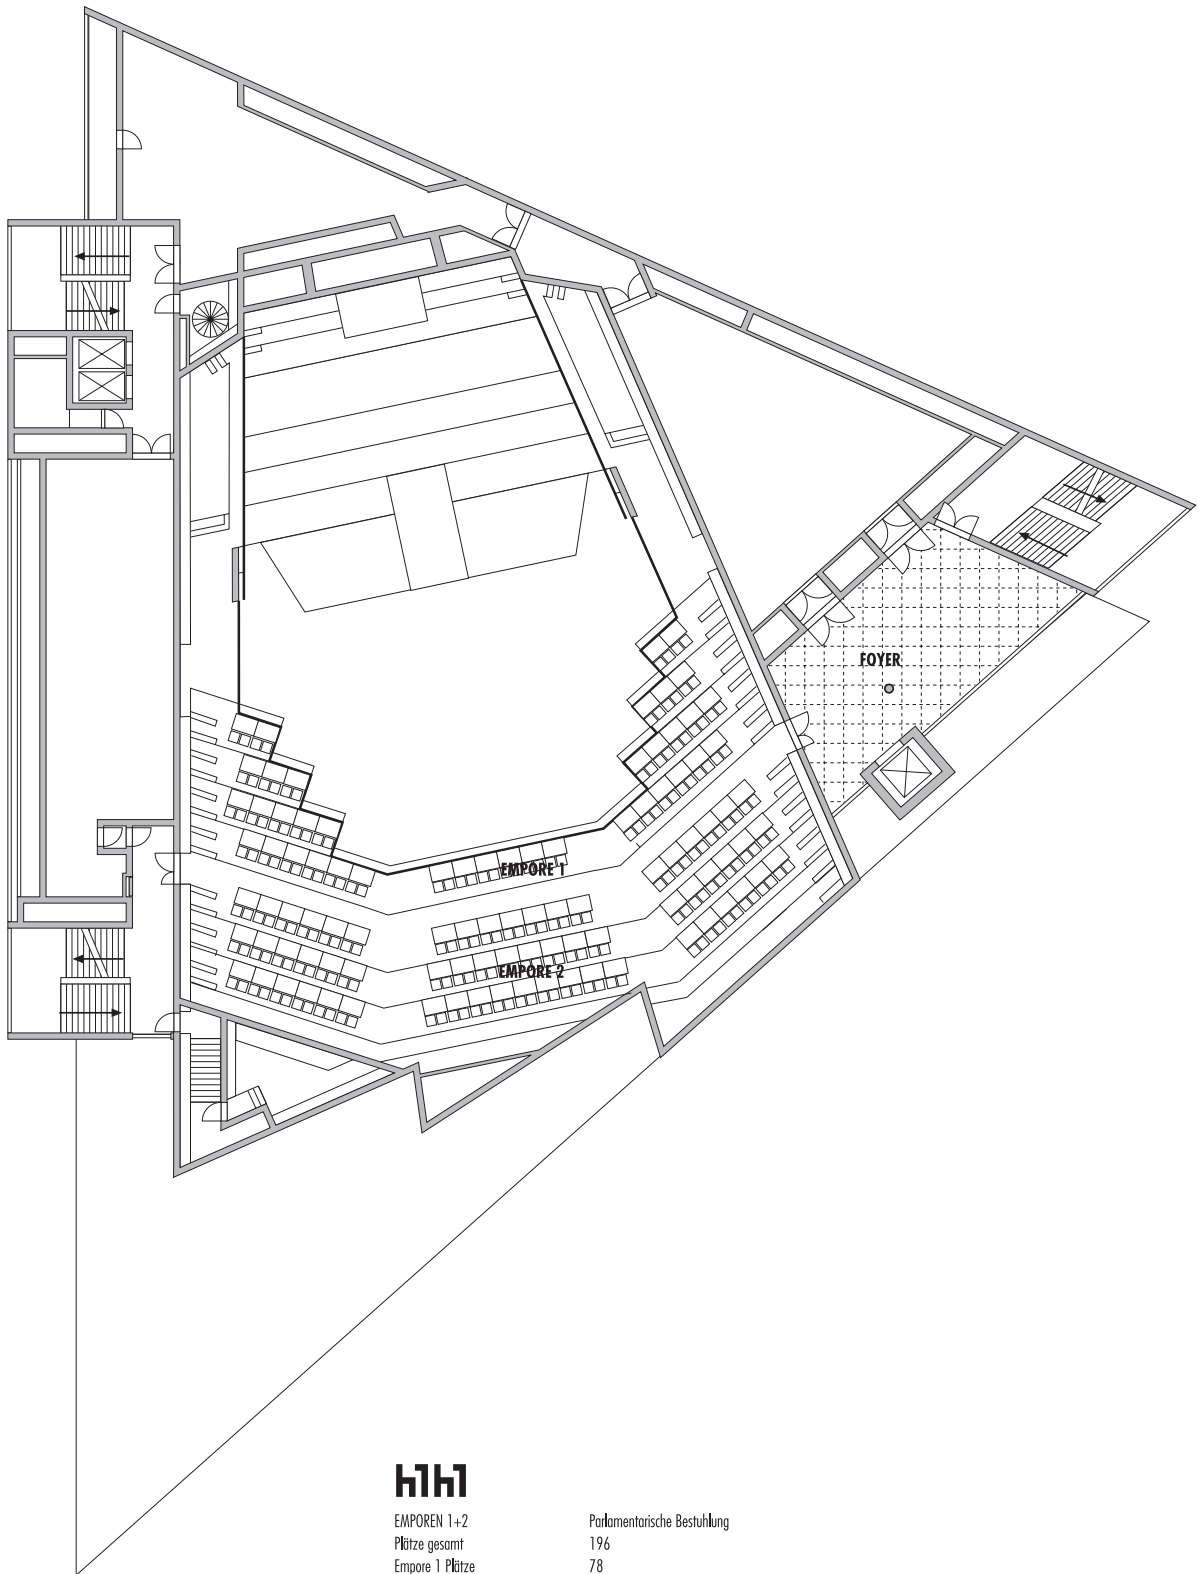 FOYER
EMPORE 1
EMPORE 2
h1h1
EMPOREN 1+2 Parlamentarische Bestuhlung
Plätze gesamt 196
Empore 1 Plätze 78